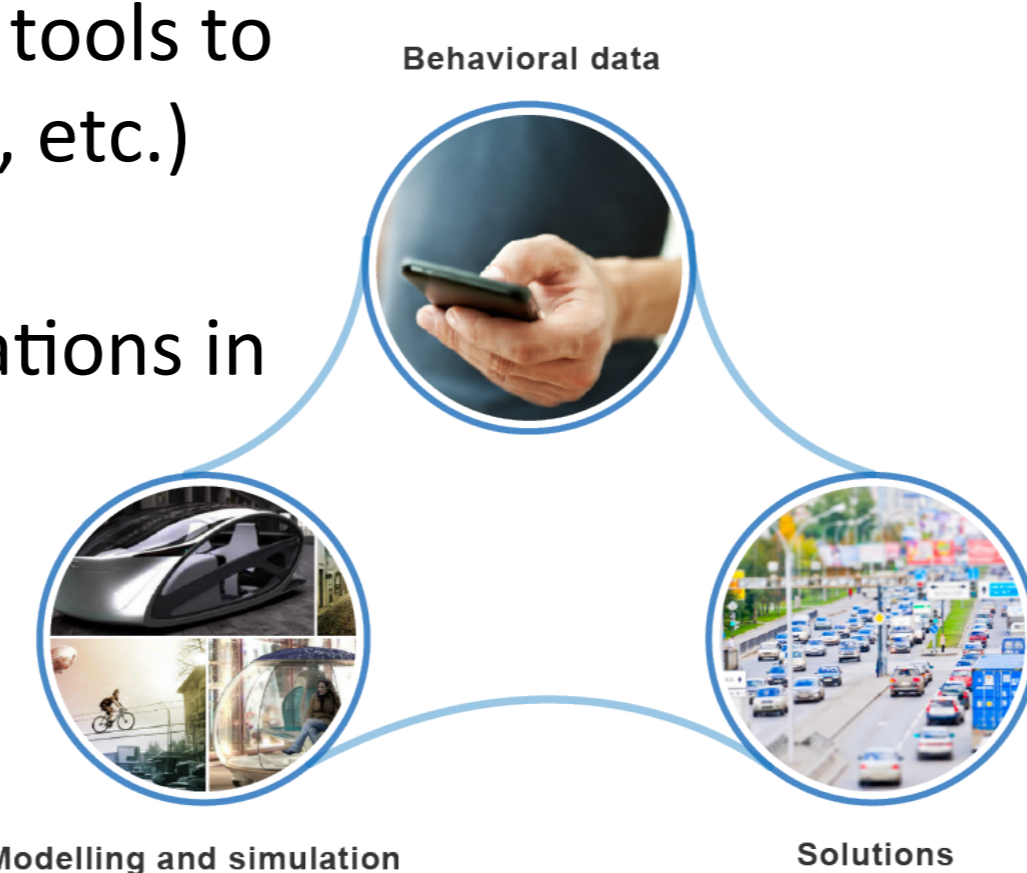 tools to
Behavioral data
, etc.)
ations in
Modelling and simulation
Solutions